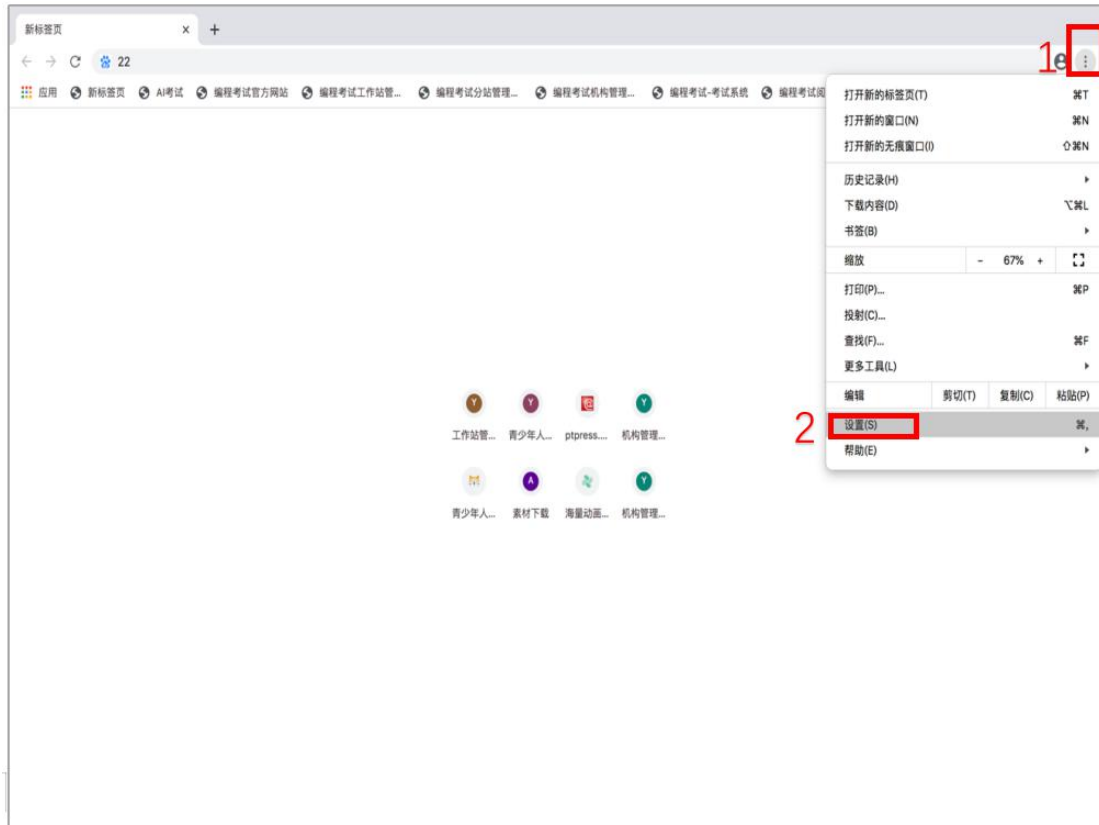 新标签页
22
1
应用 新标签页 AI考试 编程考试官方网站 编程考试工作站管... 编程考试分站管理... 编程考试机构管理... 编程考试-考试系统 编程考试阅
打开新的标签页(T) ⌘T
打开新的窗口(N) ⌘N
打开新的无痕窗口(I) ⇧⌘N
历史记录(H)
下载内容(D) ⌥⌘L
书签(B)
缩放 - 67% +
打印(P)... ⌘P
投射(C)...
查找(F)... ⌘F
更多工具(L)
编辑 剪切(T) 复制(C) 粘贴(P)
2 设置(S) ⌘,
帮助(E)
Y Y Y
工作站管... 青少年人... ptpress.... 机构管理...
A Y
青少年人... 素材下载 海量动画... 机构管理...